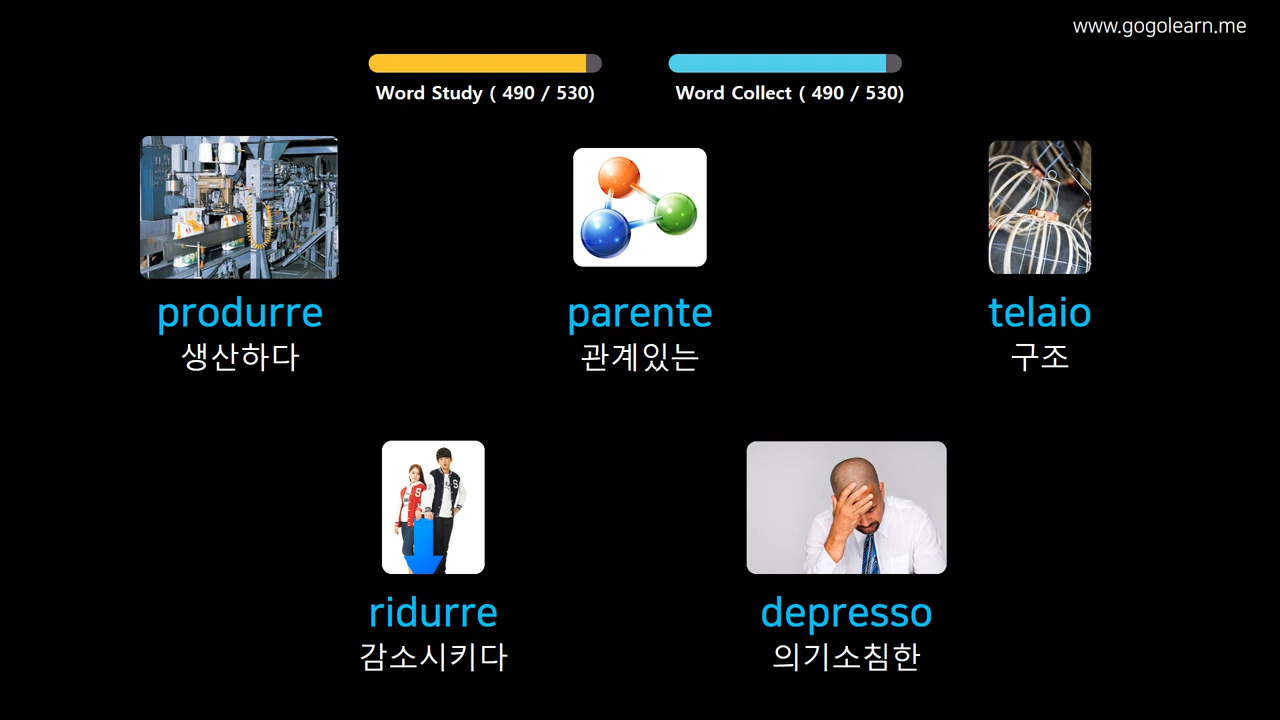 www.gogolearn.me
Word Study ( 490 / 530)
Word Collect ( 490 / 530)
produrre
생산하다
parente
관계있는
telaio
구조
ridurre
감소시키다
depresso
의기소침한